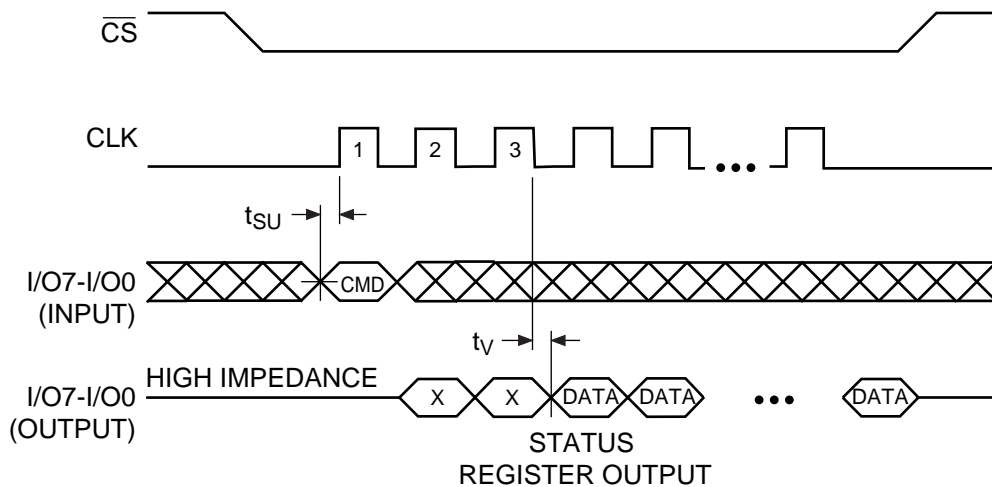 C̅S̅
CLK
1 2 3
•••
tSU
I/O7-I/O0
(INPUT)
CMD
tV
HIGH IMPEDANCE
I/O7-I/O0
(OUTPUT)
X X DATA DATA ••• DATA
STATUS
REGISTER OUTPUT